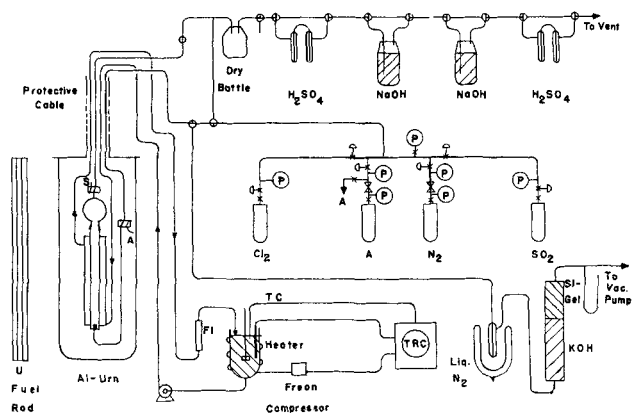 To Vent
Dry
Bottle
H2SO4
NaOH
NaOH
H2SO4
Protective
Cable
P
P
P
P
P
P
P
A
S
A
Cl2
A
N2
SO2
To
Vac.
Pump
Si-
Gel
KOH
TC
FI
Heater
TRC
Liq.
N2
Freon
Compressor
U
Fuel
Rod
Al-Urn